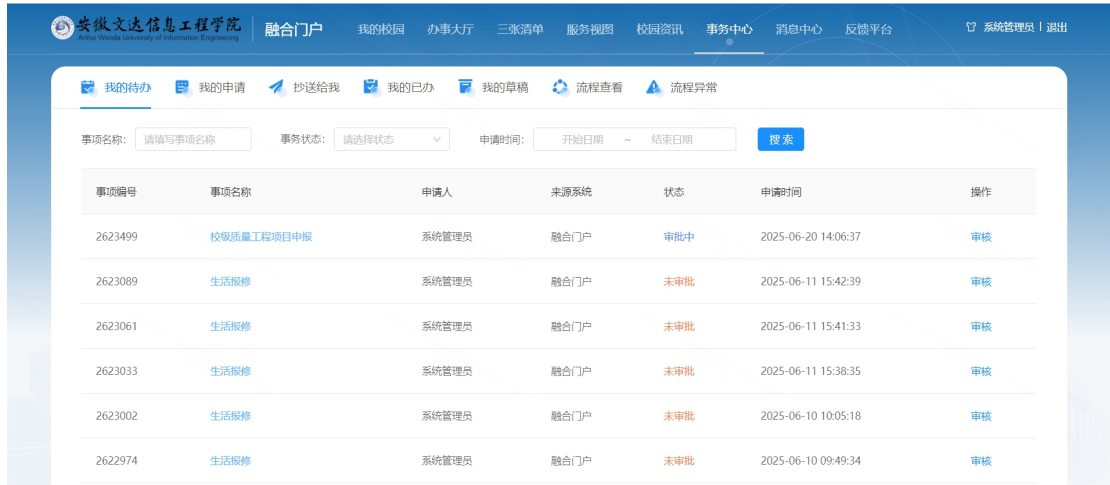 安徽文达信息工程学院 融合门户 我的校园 办事大厅 三张清单 服务视图 校园资讯 事务中心 消息中心 反馈平台 系统管理员 | 退出
Anhui Wenda University of Information Engineering
我的待办 我的申请 抄送给我 我的已办 我的草稿 流程查看 流程异常
事项名称: 请填写事项名称 事务状态: 请选择状态 申请时间: 开始日期 ~ 结束日期 搜索
事项编号 事项名称 申请人 来源系统 状态 申请时间 操作
2623499 校级质量工程项目申报 系统管理员 融合门户 审批中 2025-06-20 14:06:37 审核
2623089 生活报修 系统管理员 融合门户 未审批 2025-06-11 15:42:39 审核
2623061 生活报修 系统管理员 融合门户 未审批 2025-06-11 15:41:33 审核
2623033 生活报修 系统管理员 融合门户 未审批 2025-06-11 15:38:35 审核
2623002 生活报修 系统管理员 融合门户 未审批 2025-06-10 10:05:18 审核
2622974 生活报修 系统管理员 融合门户 未审批 2025-06-10 09:49:34 审核